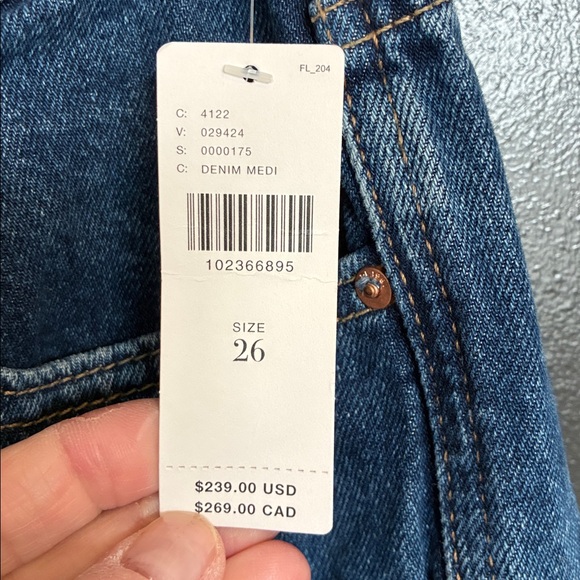 FL_204
C: 4122
V: 029424
S: 0000175
C: DENIM MEDI
102366895
SIZE
26
$239.00 USD
$269.00 CAD